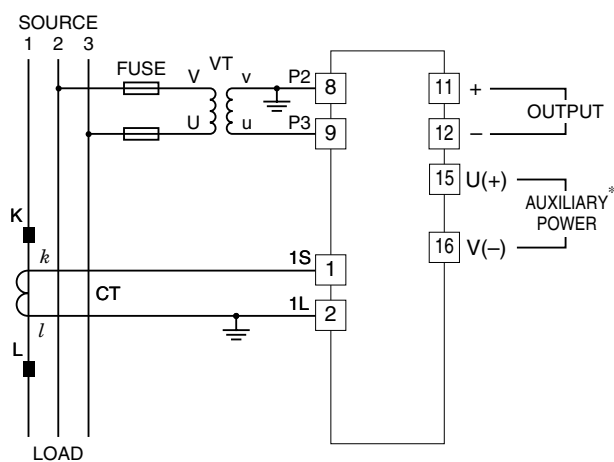 SOURCE
1 2 3
FUSE
VT
V v P2 8
U u P3 9
11 +
12 –
OUTPUT
15 U(+)
16 V(–)
AUXILIARY*
POWER
K
k 1S 1
CT
l 1L 2
L
LOAD